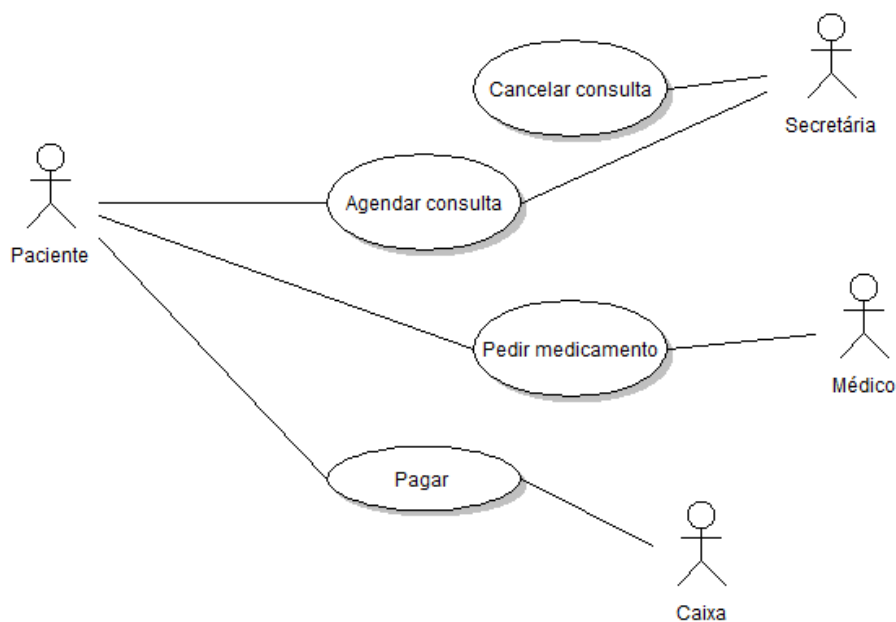 Cancelar consulta
Secretária
Agendar consulta
Paciente
Pedir medicamento
Médico
Pagar
Caixa